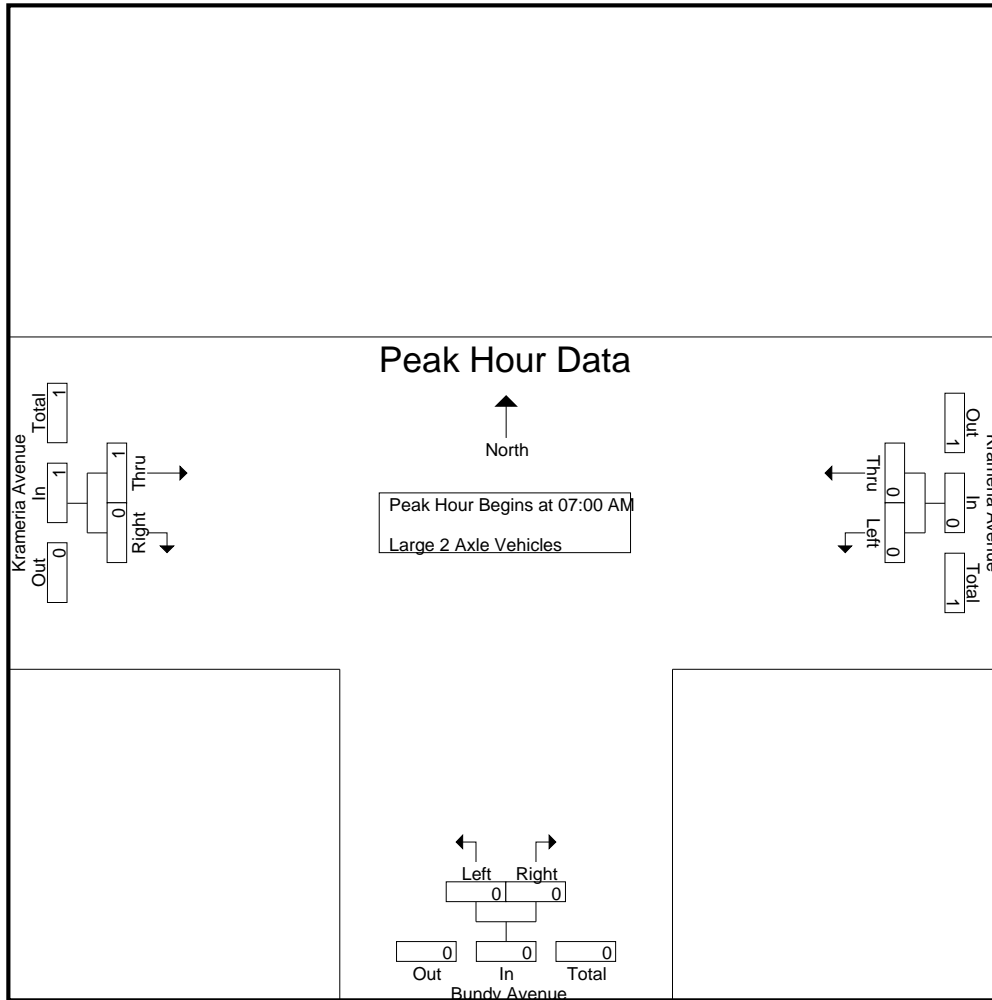 Peak Hour Data
North
Peak Hour Begins at 07:00 AM
Large 2 Axle Vehicles
Krameria Avenue
Out
In
Total
0
1
1
Right
Thru
0
1
Krameria Avenue
Out
In
Total
1
0
1
Thru
Left
0
0
Left
Right
0
0
0
0
0
Out
In
Total
Bundy Avenue